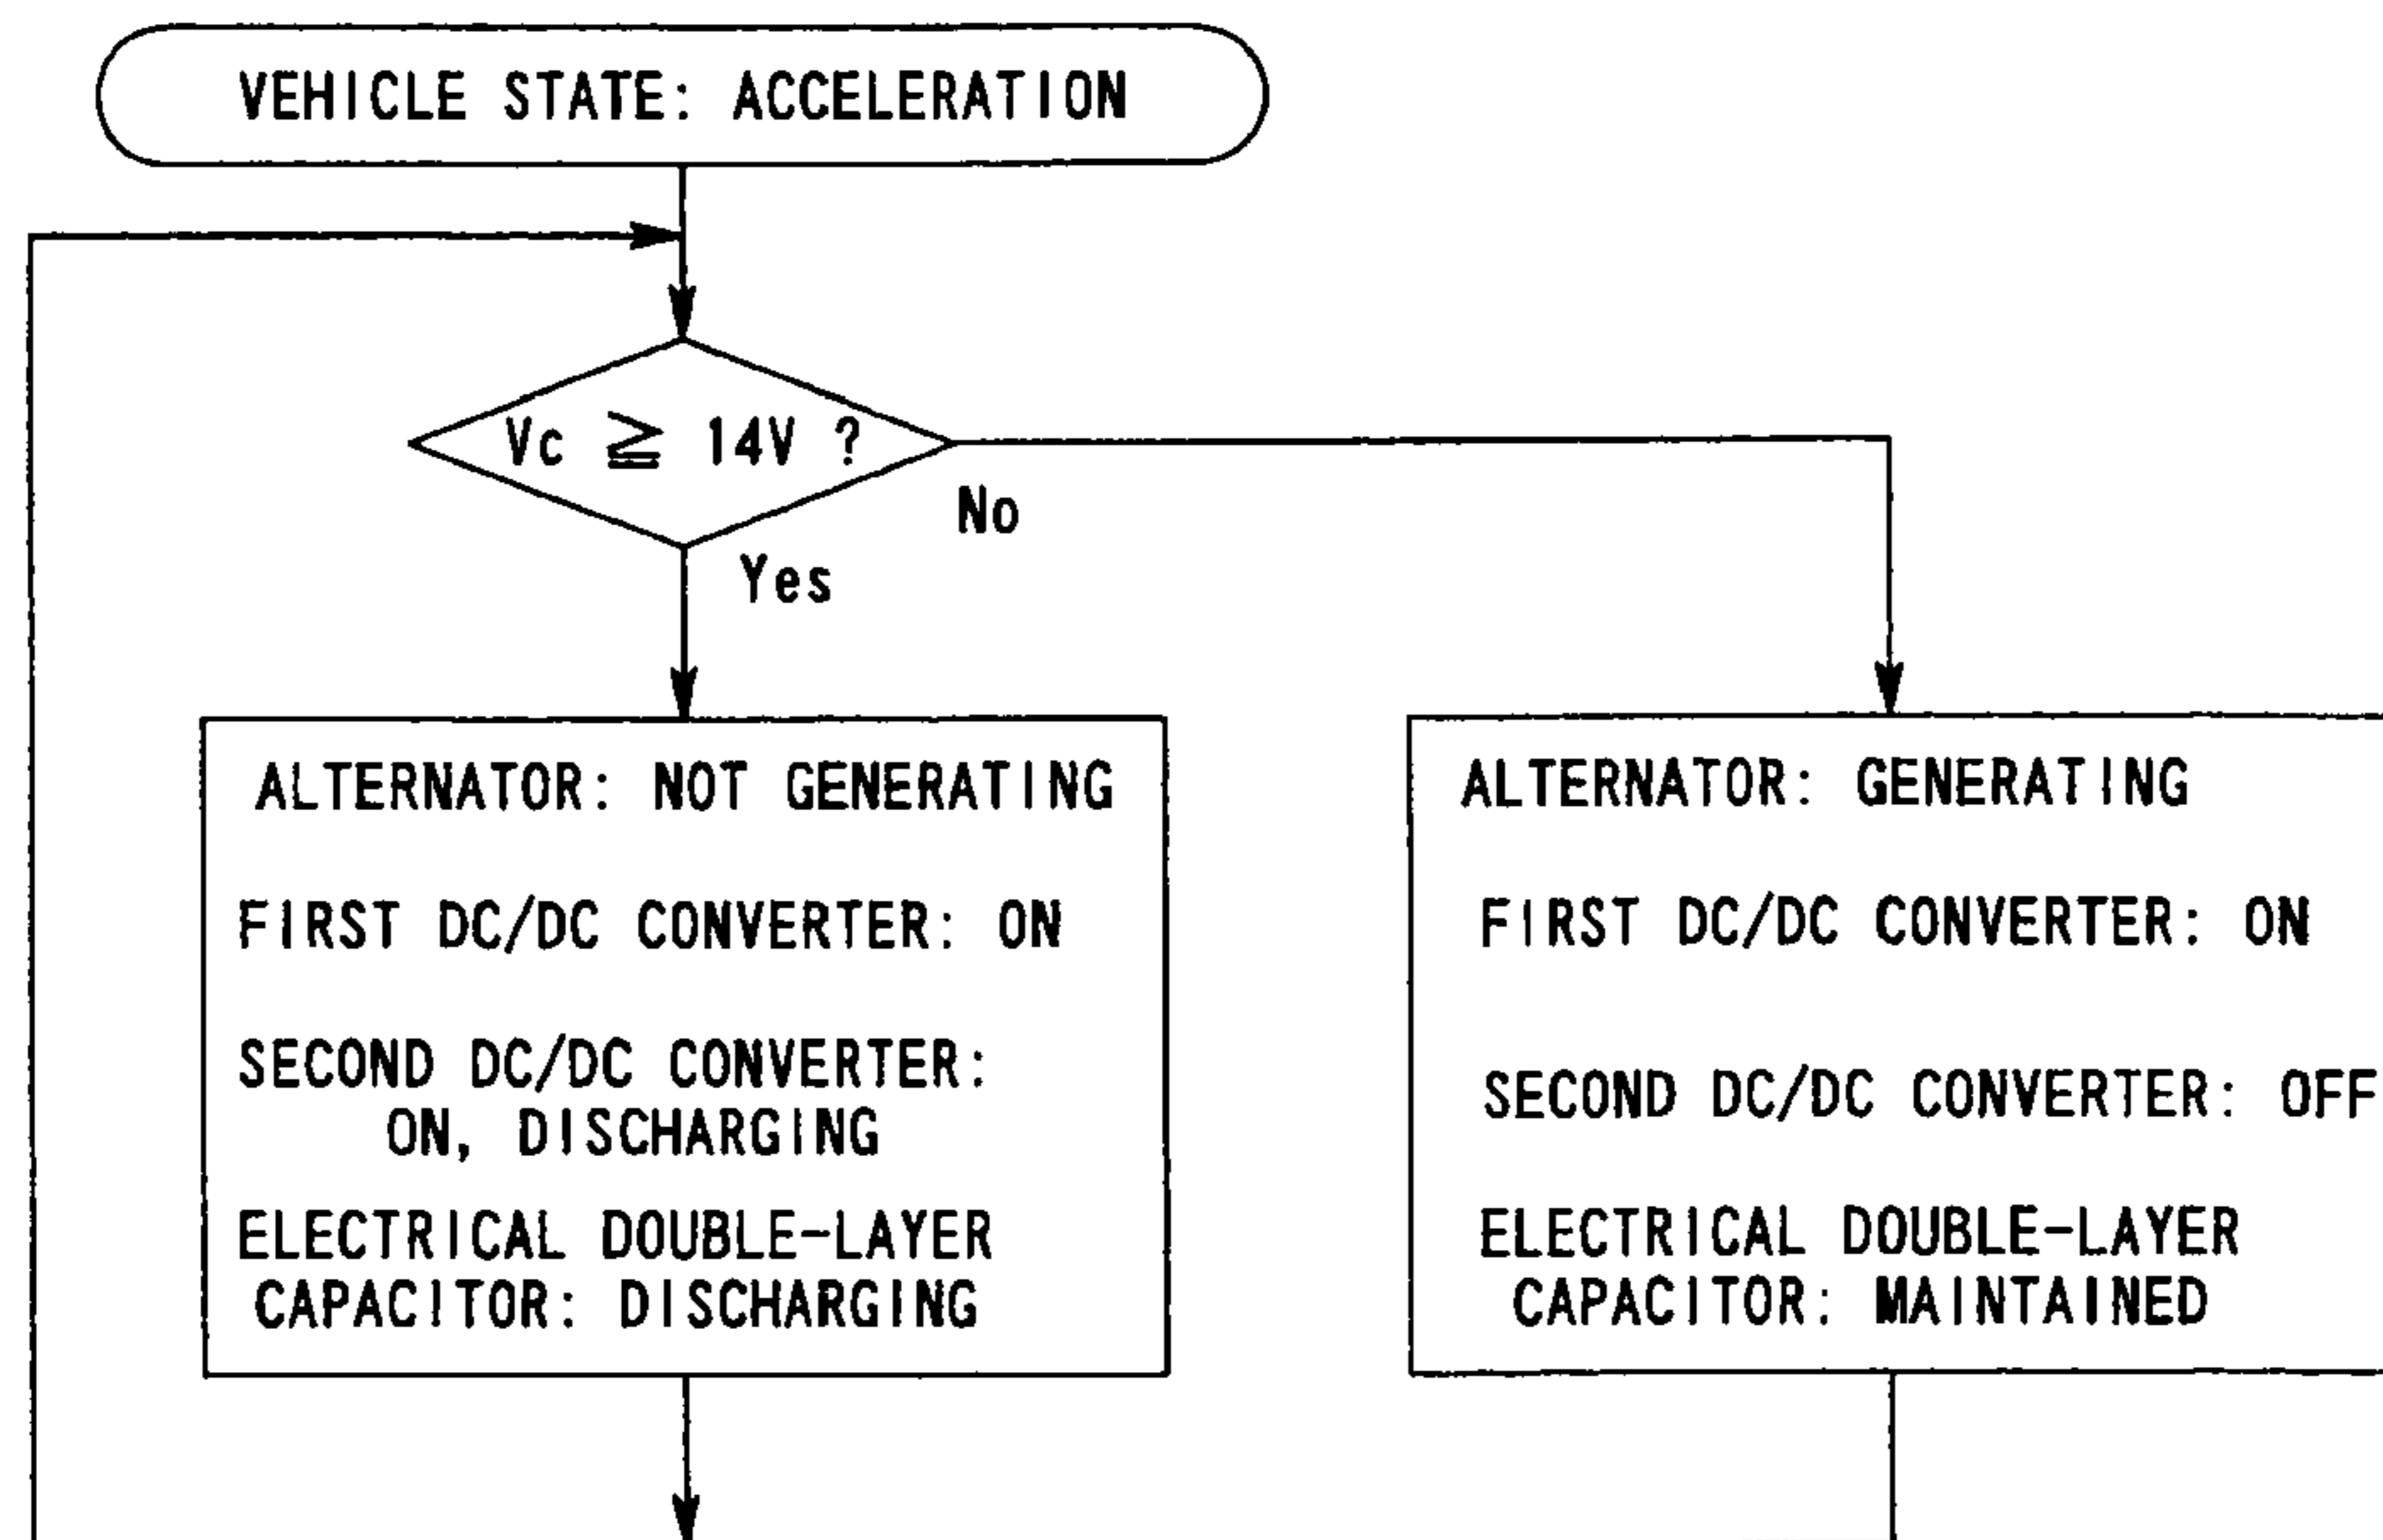 VEHICLE STATE: ACCELERATION
Vc ≧ 14V ?
No
Yes
ALTERNATOR: NOT GENERATING
FIRST DC/DC CONVERTER: ON
SECOND DC/DC CONVERTER:
ON, DISCHARGING
ELECTRICAL DOUBLE-LAYER
CAPACITOR: DISCHARGING
ALTERNATOR: GENERATING
FIRST DC/DC CONVERTER: ON
SECOND DC/DC CONVERTER: OFF
ELECTRICAL DOUBLE-LAYER
CAPACITOR: MAINTAINED